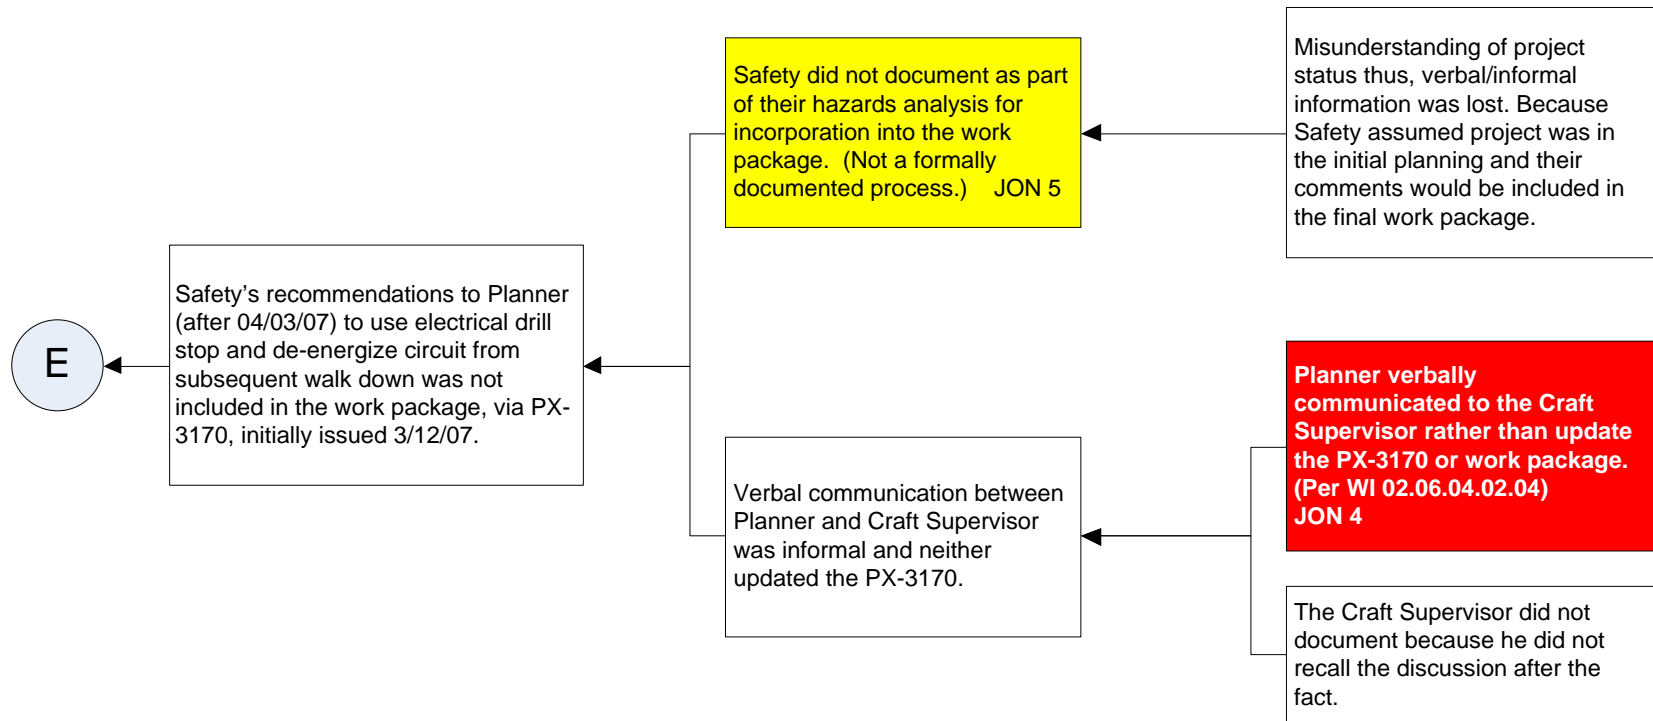 E
Safety’s recommendations to Planner
(after 04/03/07) to use electrical drill
stop and de-energize circuit from
subsequent walk down was not
included in the work package, via PX-
3170, initially issued 3/12/07.
Safety did not document as part
of their hazards analysis for
incorporation into the work
package.  (Not a formally
documented process.)    JON 5
Verbal communication between
Planner and Craft Supervisor
was informal and neither
updated the PX-3170.
Misunderstanding of project
status thus, verbal/informal
information was lost. Because
Safety assumed project was in
the initial planning and their
comments would be included in
the final work package.
Planner verbally
communicated to the Craft
Supervisor rather than update
the PX-3170 or work package.
(Per WI 02.06.04.02.04)
JON 4
The Craft Supervisor did not
document because he did not
recall the discussion after the
fact.